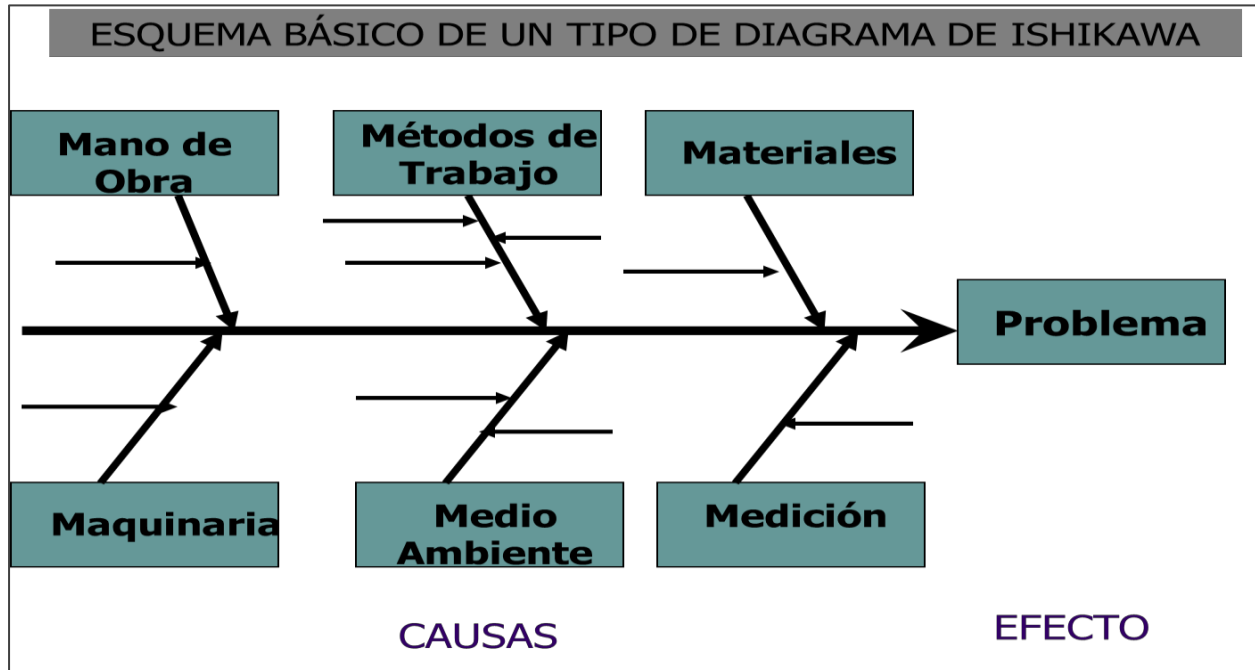 ESQUEMA BÁSICO DE UN TIPO DE DIAGRAMA DE ISHIKAWA
Mano de
Obra
Métodos de
Trabajo
Materiales
Problema
Maquinaria
Medio
Ambiente
Medición
CAUSAS
EFECTO